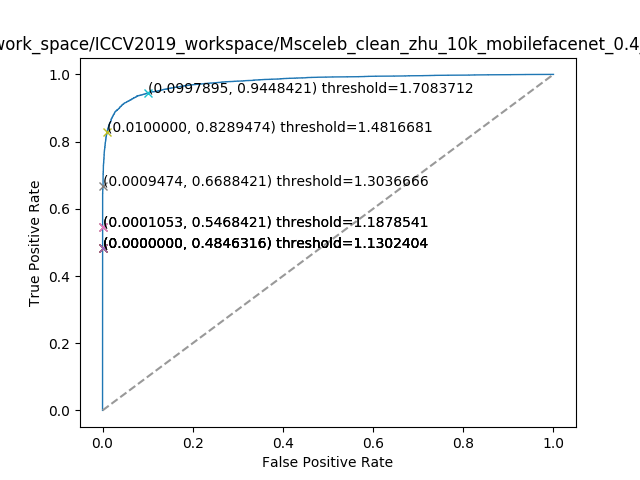 work_space/ICCV2019_workspace/Msceleb_clean_zhu_10k_mobilefacenet_0.4_
1.0
(0.0997895, 0.9448421) threshold=1.7083712
0.8
(0.0100000, 0.8289474) threshold=1.4816681
(0.0009474, 0.6688421) threshold=1.3036666
0.6
(0.0001053, 0.5468421) threshold=1.1878541
(0.0000000, 0.4846316) threshold=1.1302404
0.4
0.2
0.0
True Positive Rate
0.0 0.2 0.4 0.6 0.8 1.0
False Positive Rate